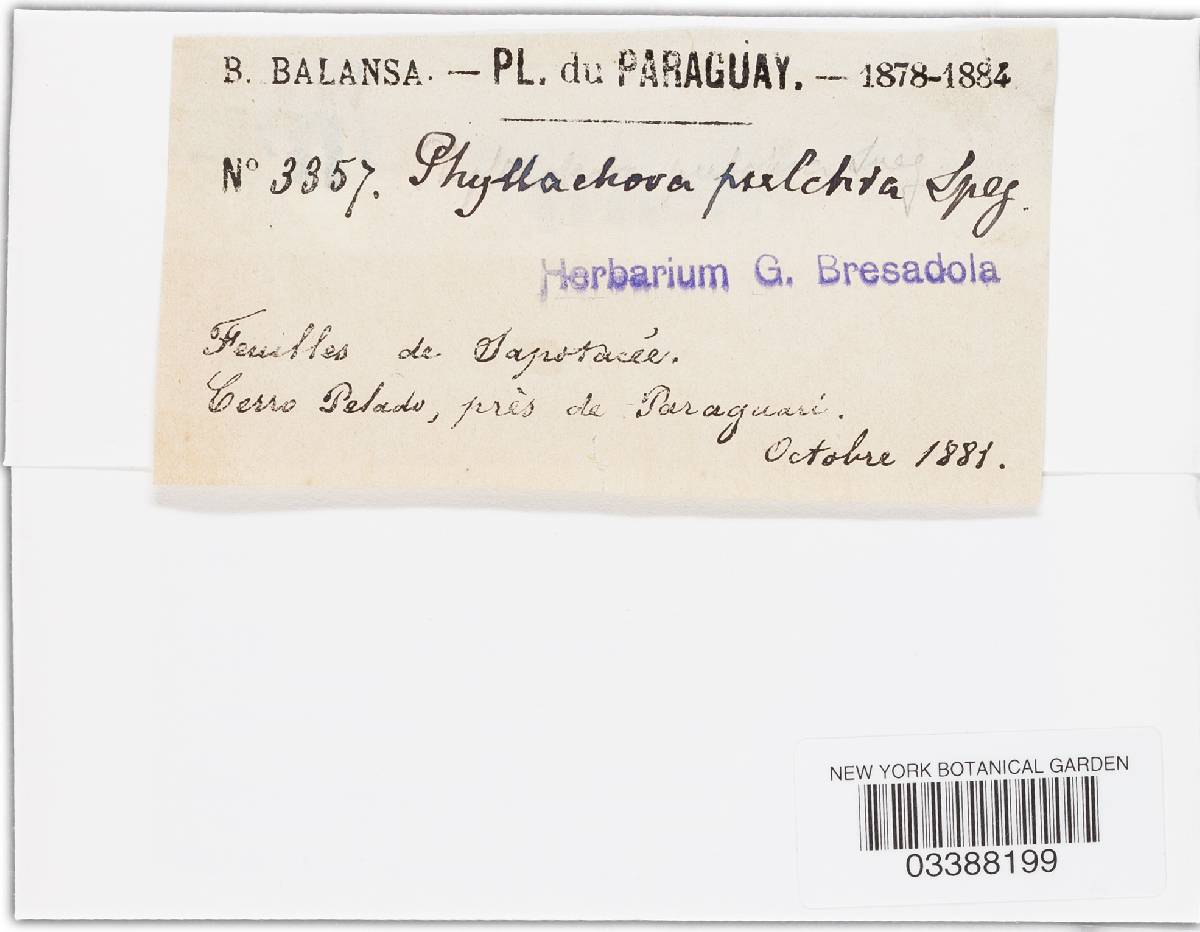 B. BALANSA. — PL. du PARAGUAY. — 1878-1884
N° 3357. Phyllachora pulchra Speg.
Herbarium G. Bresadola
Feuilles de Sapotacée.
Cerro Pelado, près de Paraguari.
Octobre 1881.
NEW YORK BOTANICAL GARDEN
03388199